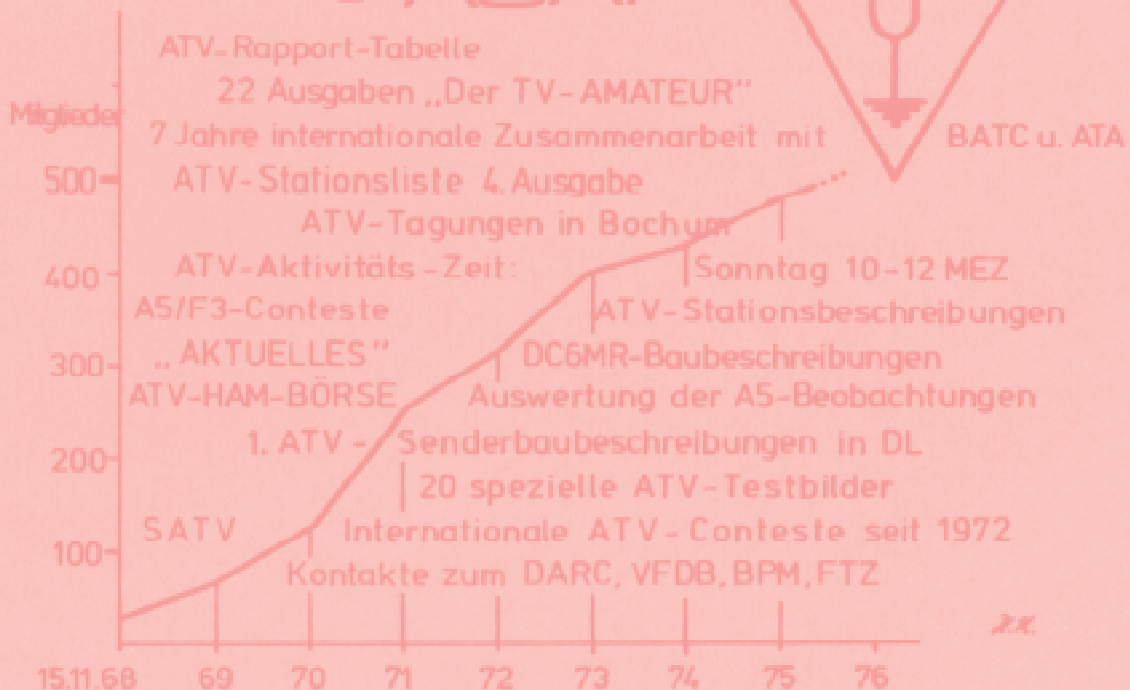 ATV-Rapport-Tabelle
22 Ausgaben „Der TV-AMATEUR”
Mitglieder
7 Jahre internationale Zusammenarbeit mit BATC u. ATA
500
ATV-Stationsliste 4. Ausgabe
ATV-Tagungen in Bochum
400
ATV-Aktivitäts-Zeit: Sonntag 10-12 MEZ
A5/F3-Conteste
ATV-Stationsbeschreibungen
300
„AKTUELLES”
DC6MR-Baubeschreibungen
ATV-HAM-BÖRSE
Auswertung der A5-Beobachtungen
200
1. ATV-Senderbaubeschreibungen in DL
20 spezielle ATV-Testbilder
100
SATV
Internationale ATV-Conteste seit 1972
Kontakte zum DARC, VFDB, BPM, FTZ
15.11.68 69 70 71 72 73 74 75 76